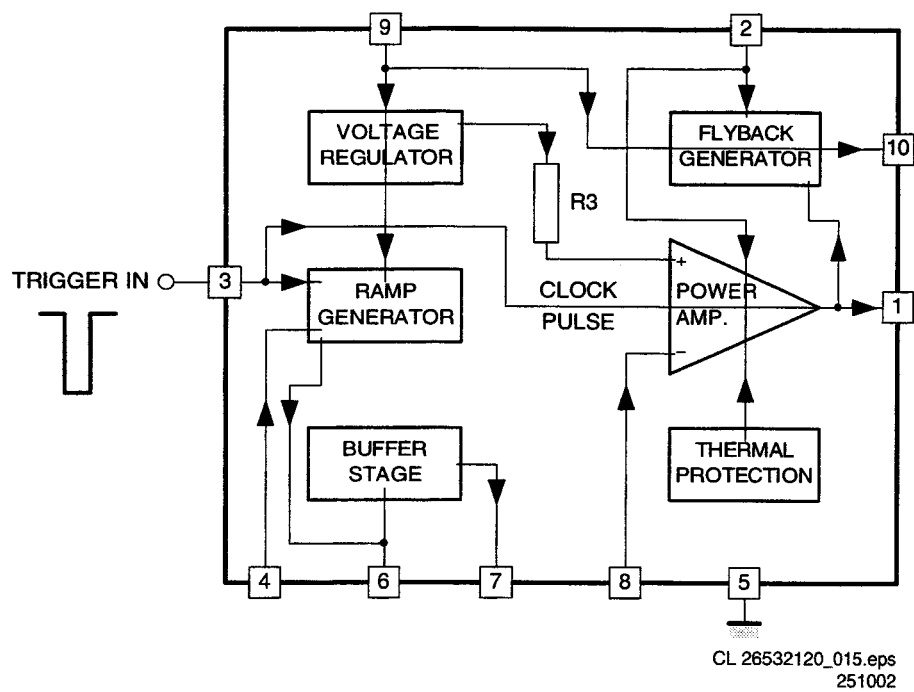 9
2
VOLTAGE
REGULATOR
FLYBACK
GENERATOR
10
R3
TRIGGER IN
3
RAMP
GENERATOR
CLOCK
PULSE
+
POWER
AMP.
−
1
BUFFER
STAGE
THERMAL
PROTECTION
4
6
7
8
5
CL 26532120_015.eps
251002